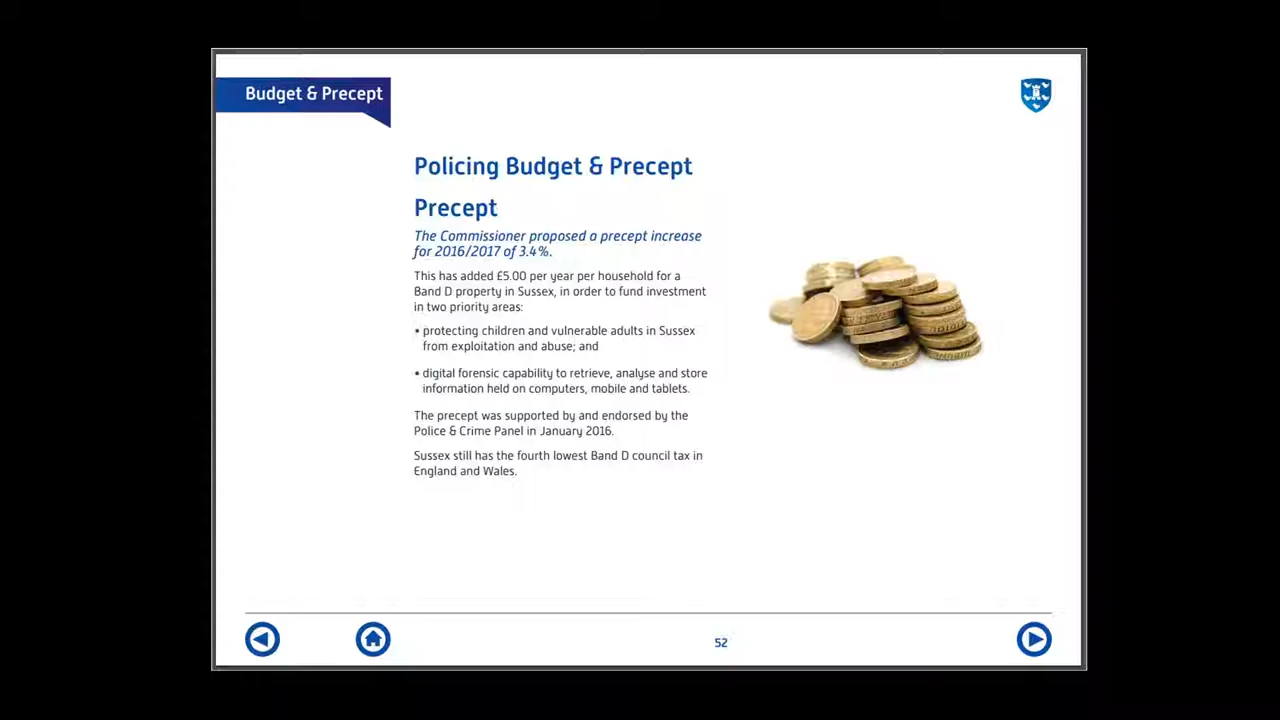 Budget & Precept
Policing Budget & Precept
Precept
The Commissioner proposed a precept increase
for 2016/2017 of 3.4%.
This has added £5.00 per year per household for a
Band D property in Sussex, in order to fund investment
in two priority areas:
• protecting children and vulnerable adults in Sussex
from exploitation and abuse; and
• digital forensic capability to retrieve, analyse and store
information held on computers, mobile and tablets.
The precept was supported by and endorsed by the
Police & Crime Panel in January 2016.
Sussex still has the fourth lowest Band D council tax in
England and Wales.
52